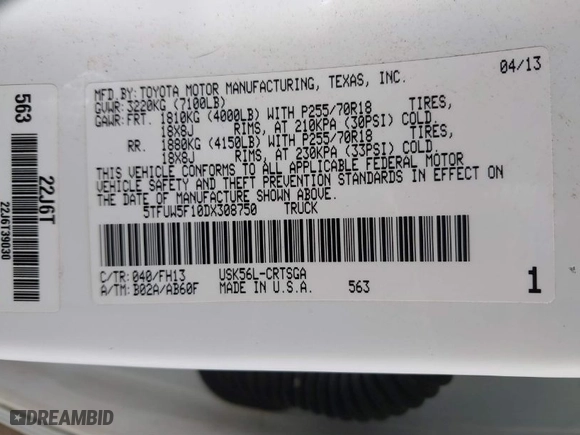 04/13
MFD.BY:TOYOTA MOTOR MANUFACTURING, TEXAS, INC.
GVWR:3220KG (7100LB)
GAWR:FRT. 1810KG (4000LB) WITH P255/70R18 TIRES,
18X8J RIMS, AT 210KPA (30PSI) COLD.
RR. 1880KG (4150LB) WITH P255/70R18 TIRES,
18X8J RIMS, AT 230KPA (33PSI) COLD.
THIS VEHICLE CONFORMS TO ALL APPLICABLE FEDERAL MOTOR
VEHICLE SAFETY AND THEFT PREVENTION STANDARDS IN EFFECT ON
THE DATE OF MANUFACTURE SHOWN ABOVE.
5TFUW5F10DX308750 TRUCK
C/TR:040/FH13 USK56L-CRTSGA
A/TM:B02A/AB60F MADE IN U.S.A. 563 1
563
22J6T
22J6T39030
DREAMBID